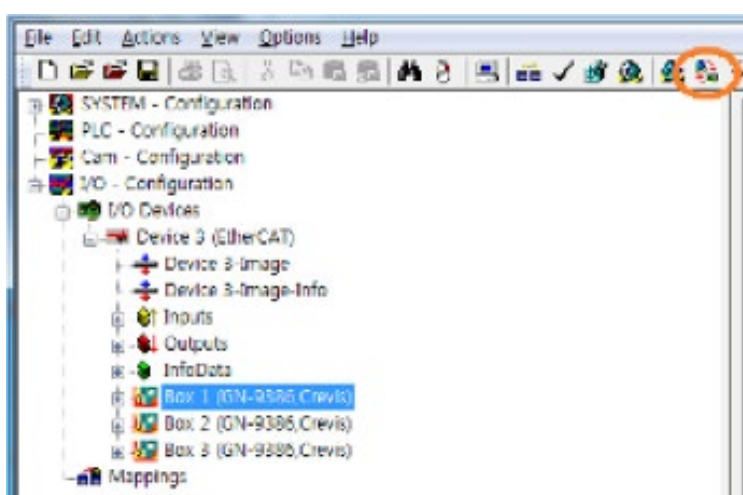 File Edit Actions View Options Help
SYSTEM - Configuration
PLC - Configuration
Cam - Configuration
I/O - Configuration
I/O Devices
Device 3 (EtherCAT)
Device 3-Image
Device 3-Image-Info
Inputs
Outputs
InfoData
Box 1 (GN-9386,Crevis)
Box 2 (GN-9386,Crevis)
Box 3 (GN-9386,Crevis)
Mappings